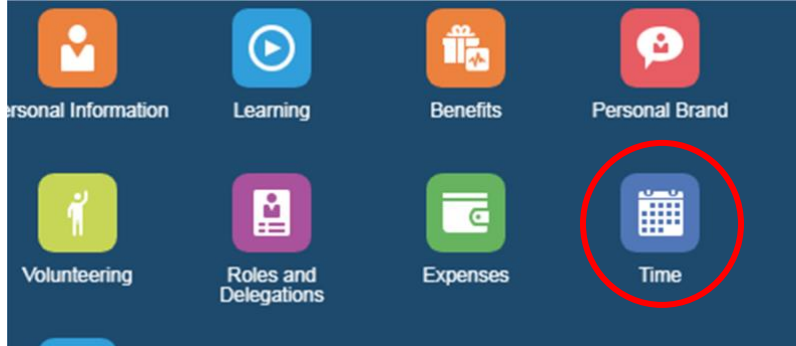 ersonal Information
Learning
Benefits
Personal Brand
Volunteering
Roles and
Delegations
Expenses
Time